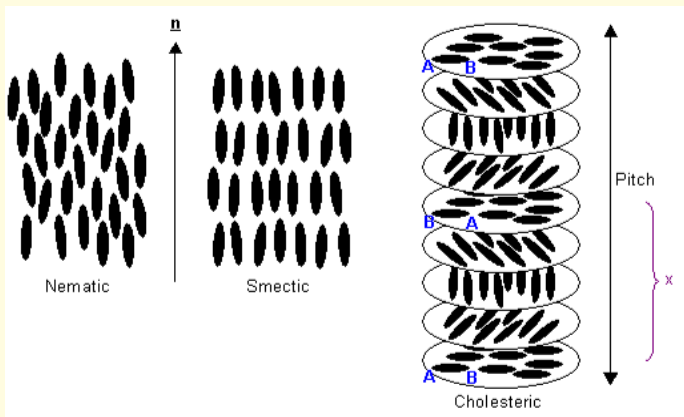 n
A B
Pitch
B A
x
Nematic
Smectic
A B
Cholesteric